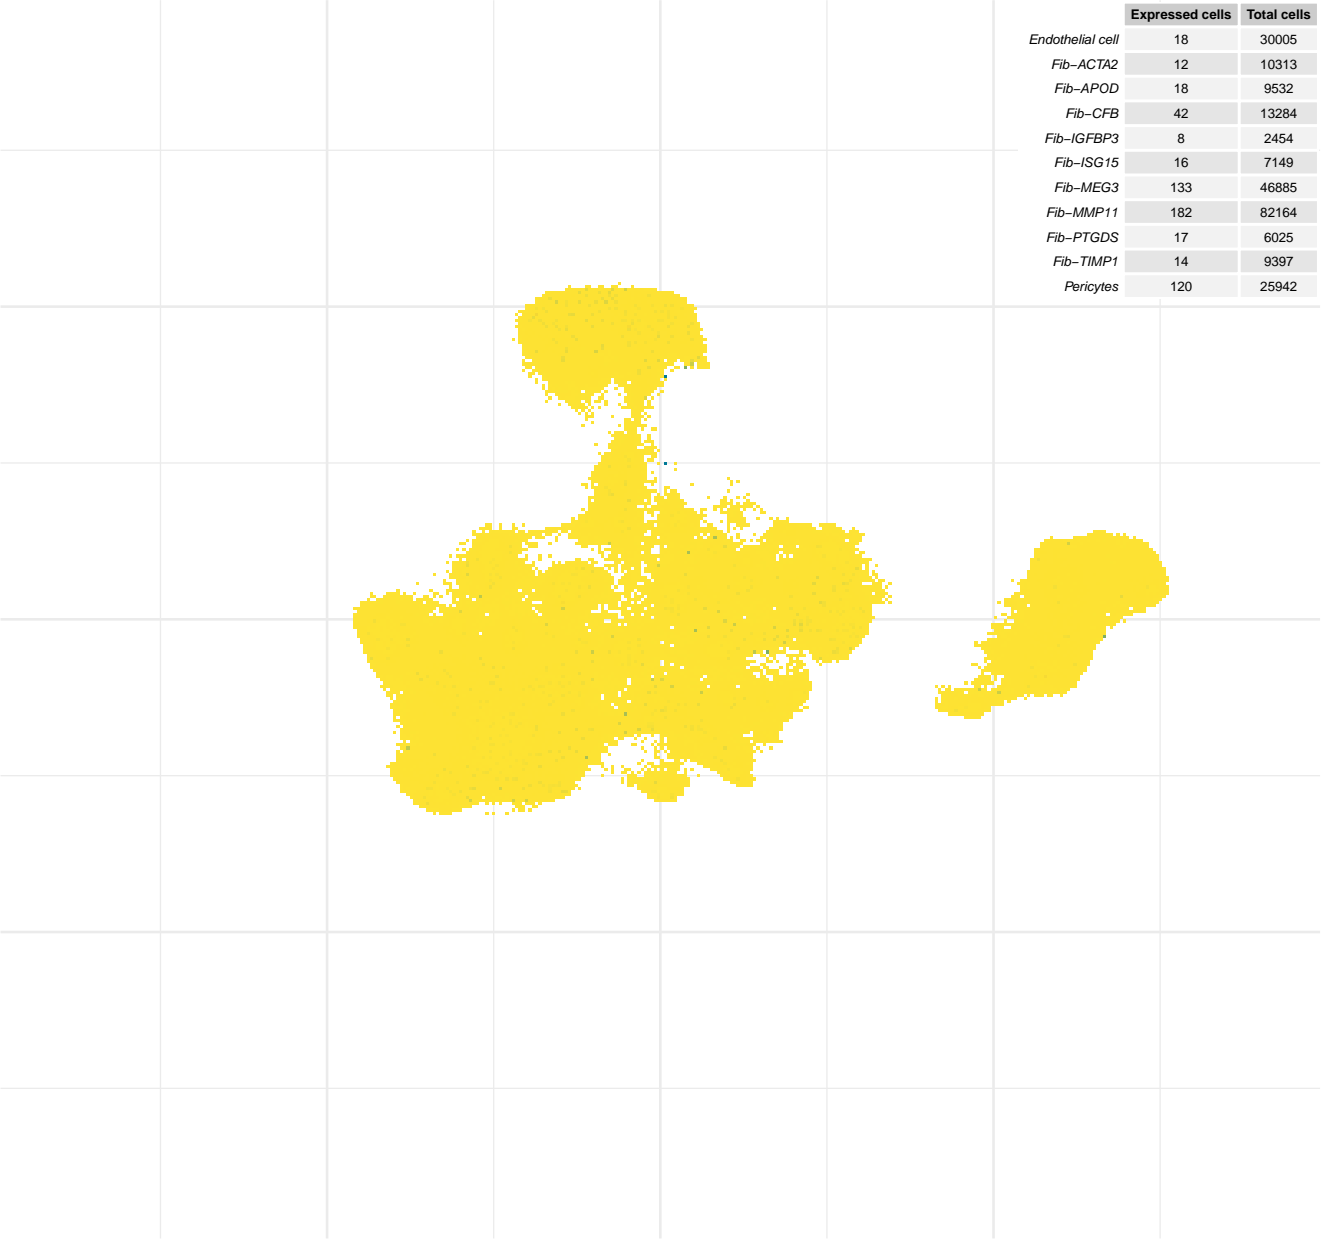 Expressed cells Total cells
Endothelial cell 18 30005
Fib−ACTA2 12 10313
Fib−APOD 18 9532
Fib−CFB 42 13284
Fib−IGFBP3 8 2454
Fib−ISG15 16 7149
Fib−MEG3 133 46885
Fib−MMP11 182 82164
Fib−PTGDS 17 6025
Fib−TIMP1 14 9397
Pericytes 120 25942